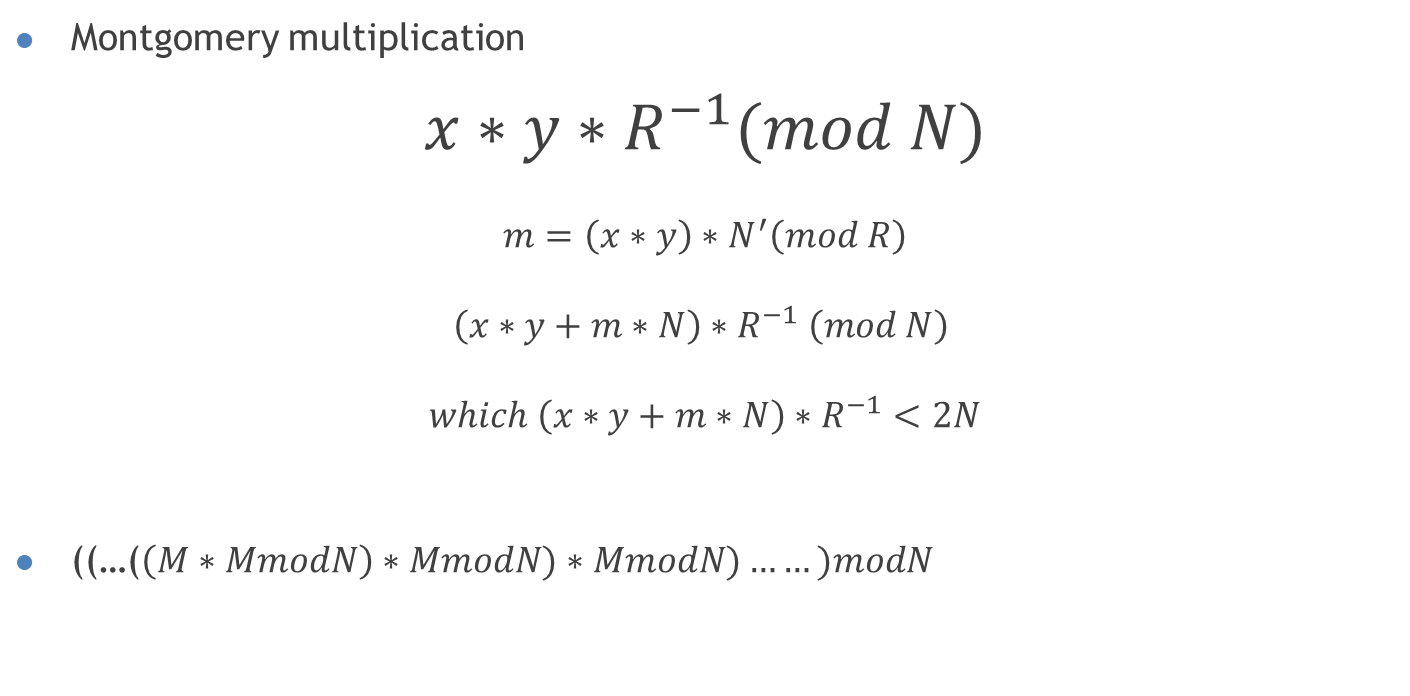 • Montgomery multiplication
x ∗ y ∗ R⁻¹(mod N)
m = (x ∗ y) ∗ N′(mod R)
(x ∗ y + m ∗ N) ∗ R⁻¹ (mod N)
which (x ∗ y + m ∗ N) ∗ R⁻¹ < 2N
• ((…((M ∗ MmodN) ∗ MmodN) ∗ MmodN) … … )modN